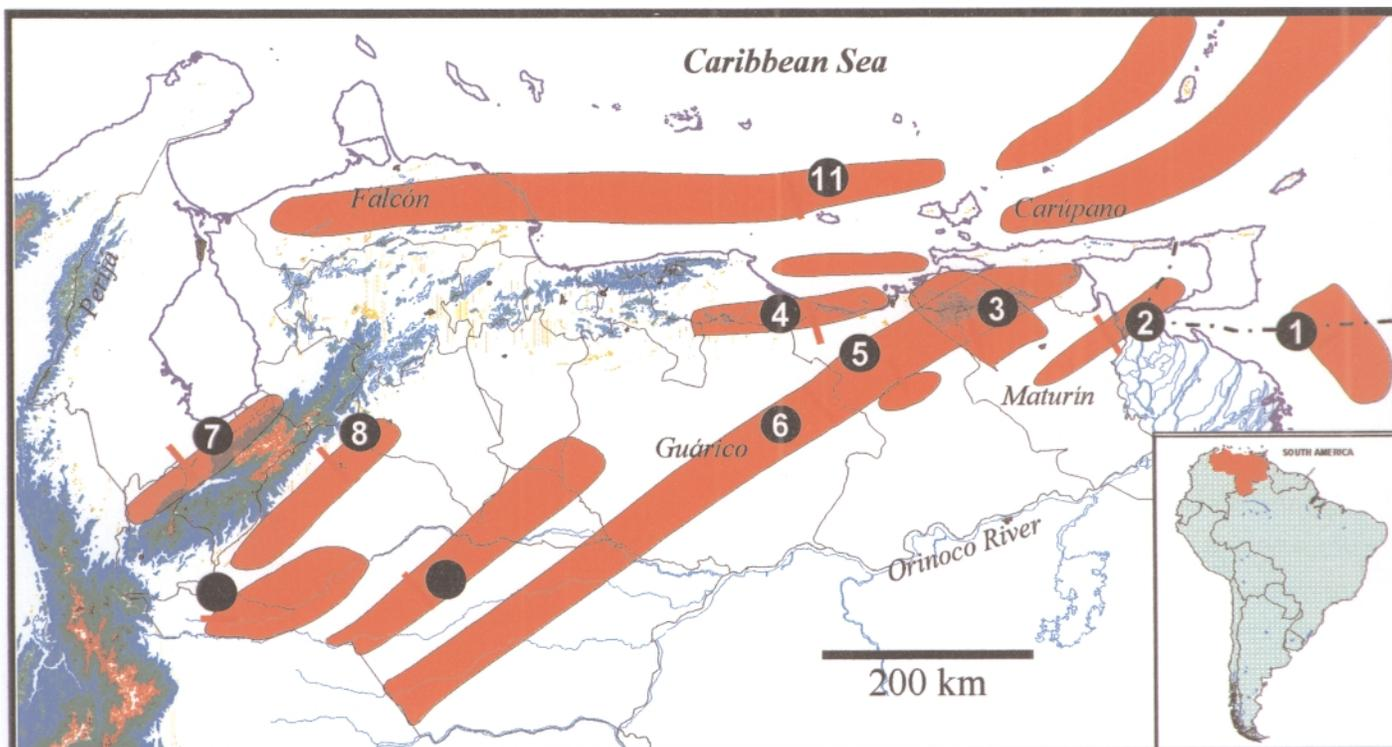 Caribbean Sea
11
Falcón
Carúpano
Perijá
4
3
2
1
5
Maturín
7
8
6
Guárico
SOUTH AMERICA
Orinoco River
200 km